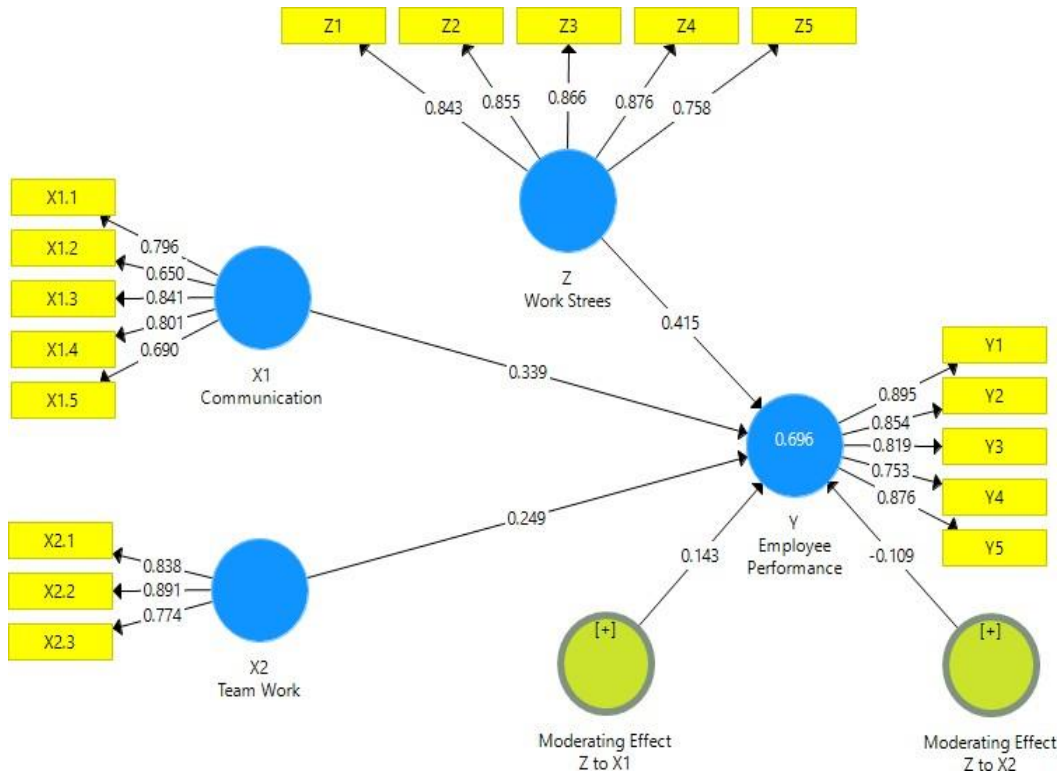 Z1
Z2
Z3
Z4
Z5
0.843
0.855
0.866
0.876
0.758
Z
Work Strees
X1.1
X1.2
X1.3
X1.4
X1.5
0.796
0.650
0.841
0.801
0.690
X1
Communication
0.415
0.339
0.249
X2.1
X2.2
X2.3
0.838
0.891
0.774
X2
Team Work
0.696
Y
Employee
Performance
0.895
0.854
0.819
0.753
0.876
Y1
Y2
Y3
Y4
Y5
0.143
-0.109
[+]
Moderating Effect
Z to X1
[+]
Moderating Effect
Z to X2